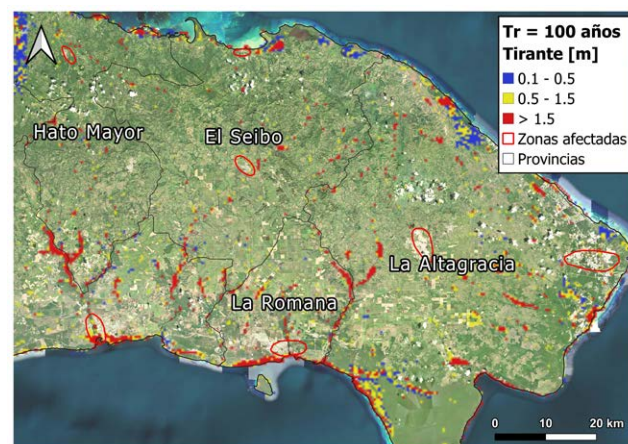 Tr = 100 años
Tirante [m]
0.1 - 0.5
0.5 - 1.5
> 1.5
Zonas afectadas
Provincias
Hato Mayor
El Seibo
La Altagracia
La Romana
0 10 20 km